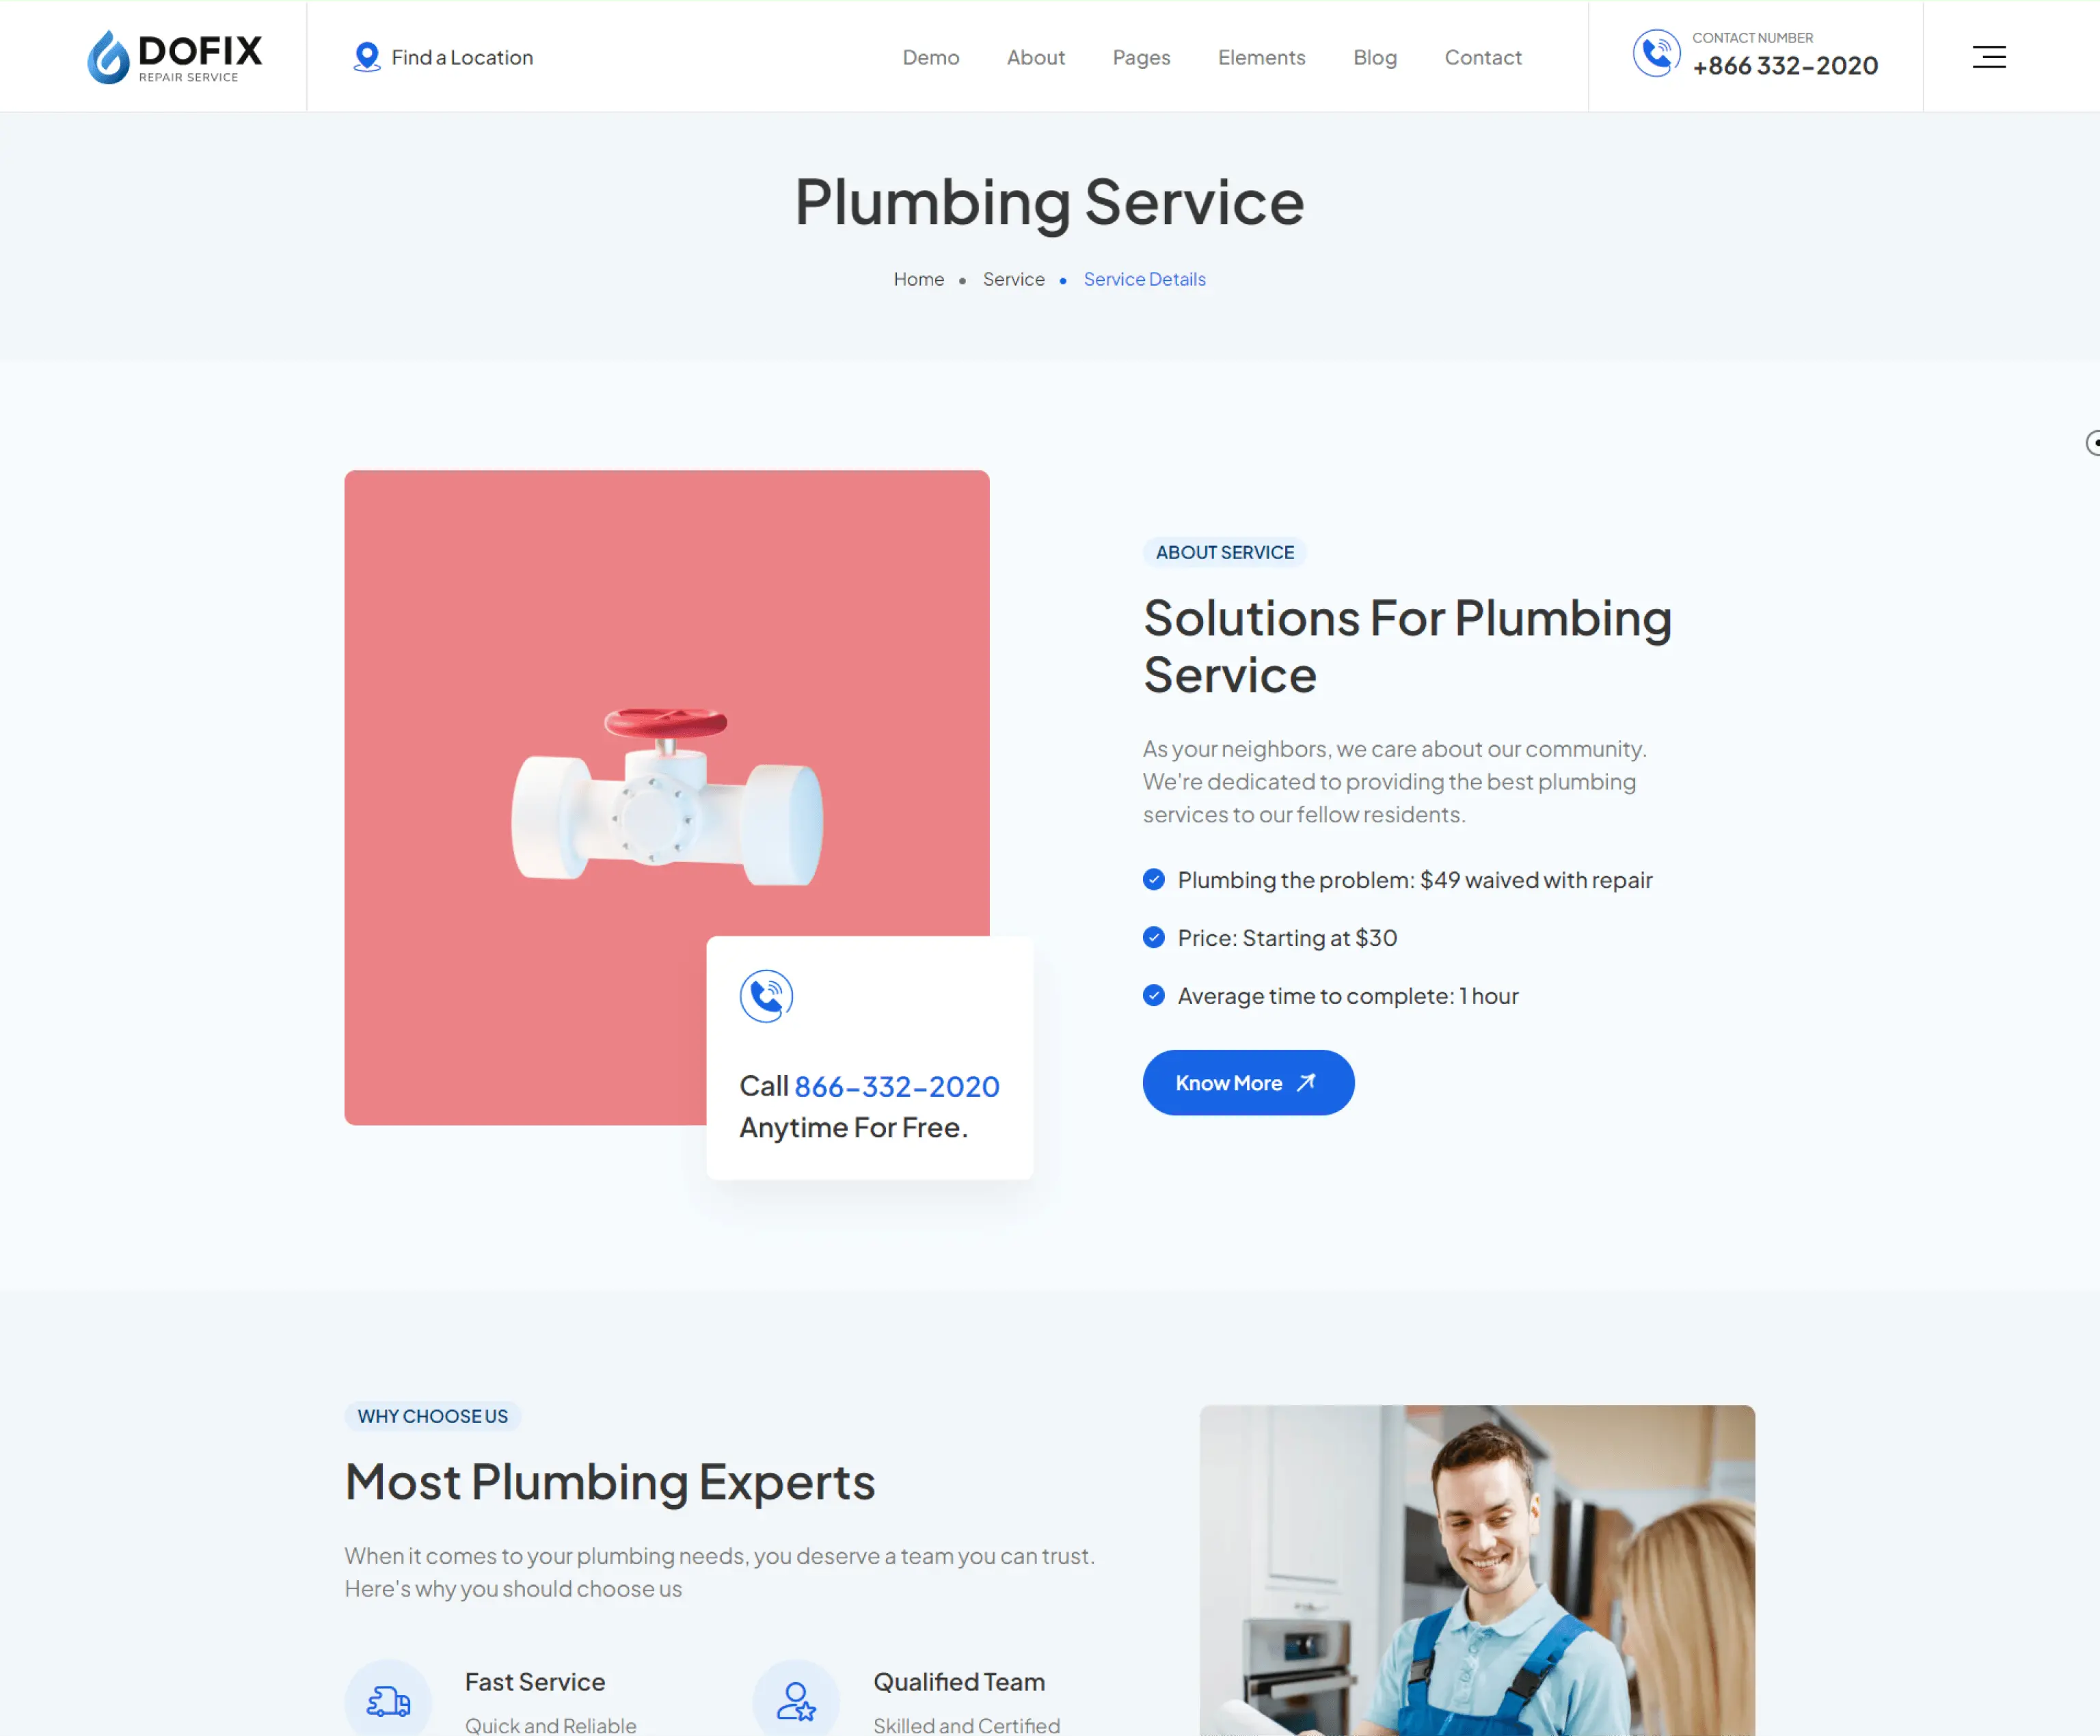 DOFIX
REPAIR SERVICE
Find a Location
Demo
About
Pages
Elements
Blog
Contact
CONTACT NUMBER
+866 332-2020
Plumbing Service
Home
Service
Service Details
ABOUT SERVICE
Solutions For Plumbing
Service
As your neighbors, we care about our community.
We're dedicated to providing the best plumbing
services to our fellow residents.
Plumbing the problem: $49 waived with repair
Price: Starting at $30
Average time to complete: 1 hour
Know More
Call 866-332-2020
Anytime For Free.
WHY CHOOSE US
Most Plumbing Experts
When it comes to your plumbing needs, you deserve a team you can trust.
Here's why you should choose us
Fast Service
Quick and Reliable
Qualified Team
Skilled and Certified